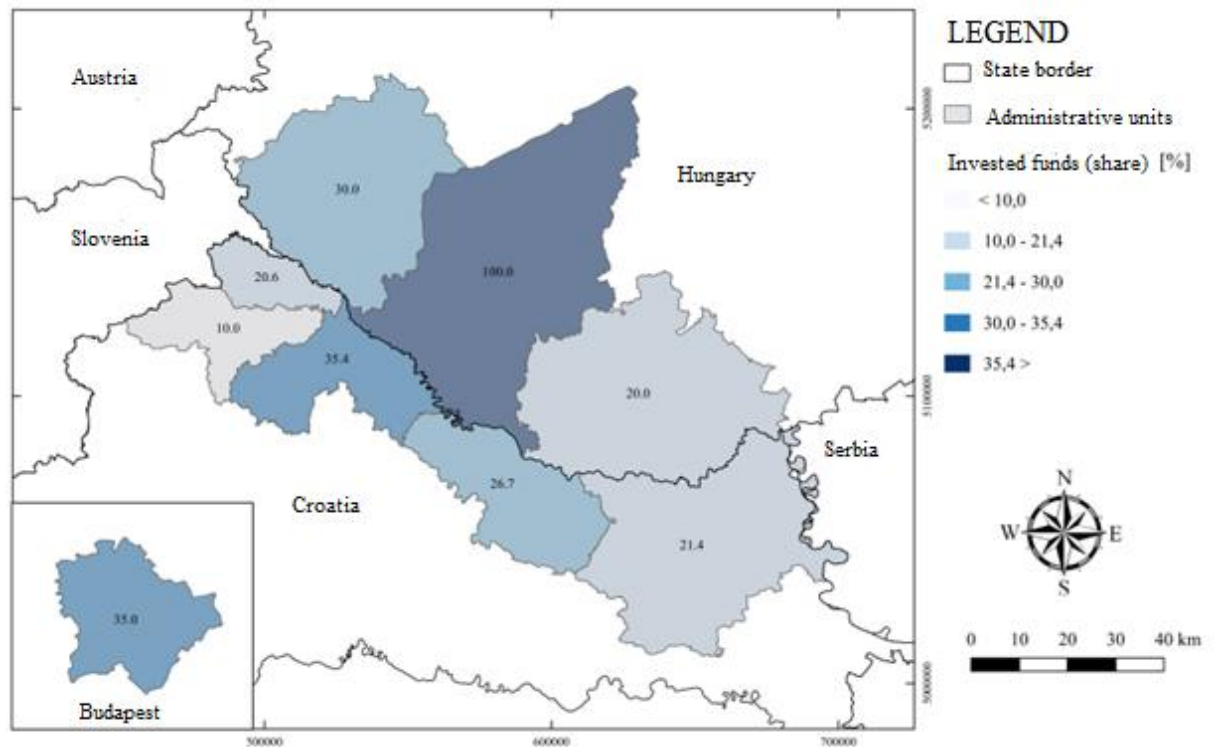 Austria
Hungary
Slovenia
30.0
20.6
100.0
10.0
35.4
20.0
Serbia
26.7
Croatia
21.4
35.0
Budapest
500000
600000
700000
5200000
5100000
5000000
LEGEND
State border
Administrative units
Invested funds (share) [%]
< 10,0
10,0 - 21,4
21,4 - 30,0
30,0 - 35,4
35,4 >
N
W E
S
0 10 20 30 40 km